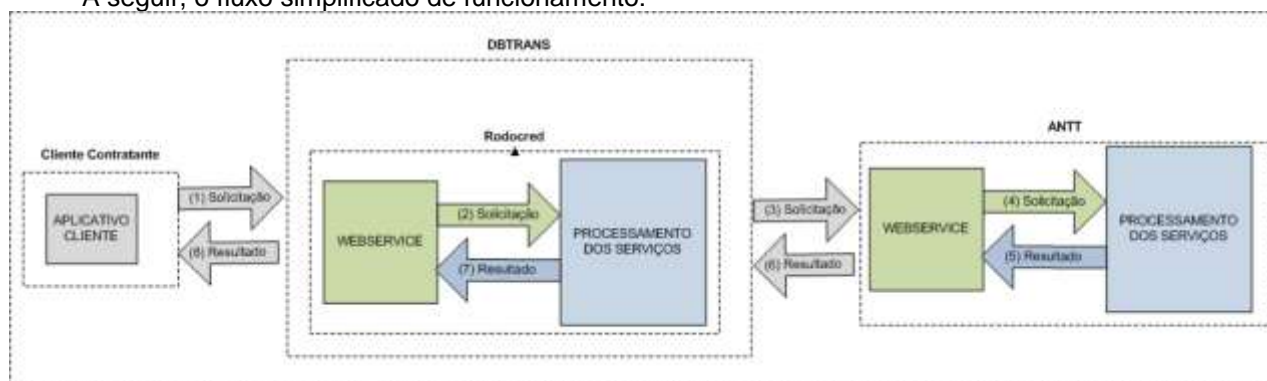 A seguir, o fluxo simplificado de funcionamento:
DBTRANS
Rodocred
ANTT
Cliente Contratante
APLICATIVO
CLIENTE
(1) Solicitação
(8) Resultado
WEBSERVICE
(2) Solicitação
(7) Resultado
PROCESSAMENTO
DOS SERVIÇOS
(3) Solicitação
(6) Resultado
WEBSERVICE
(4) Solicitação
(5) Resultado
PROCESSAMENTO
DOS SERVIÇOS